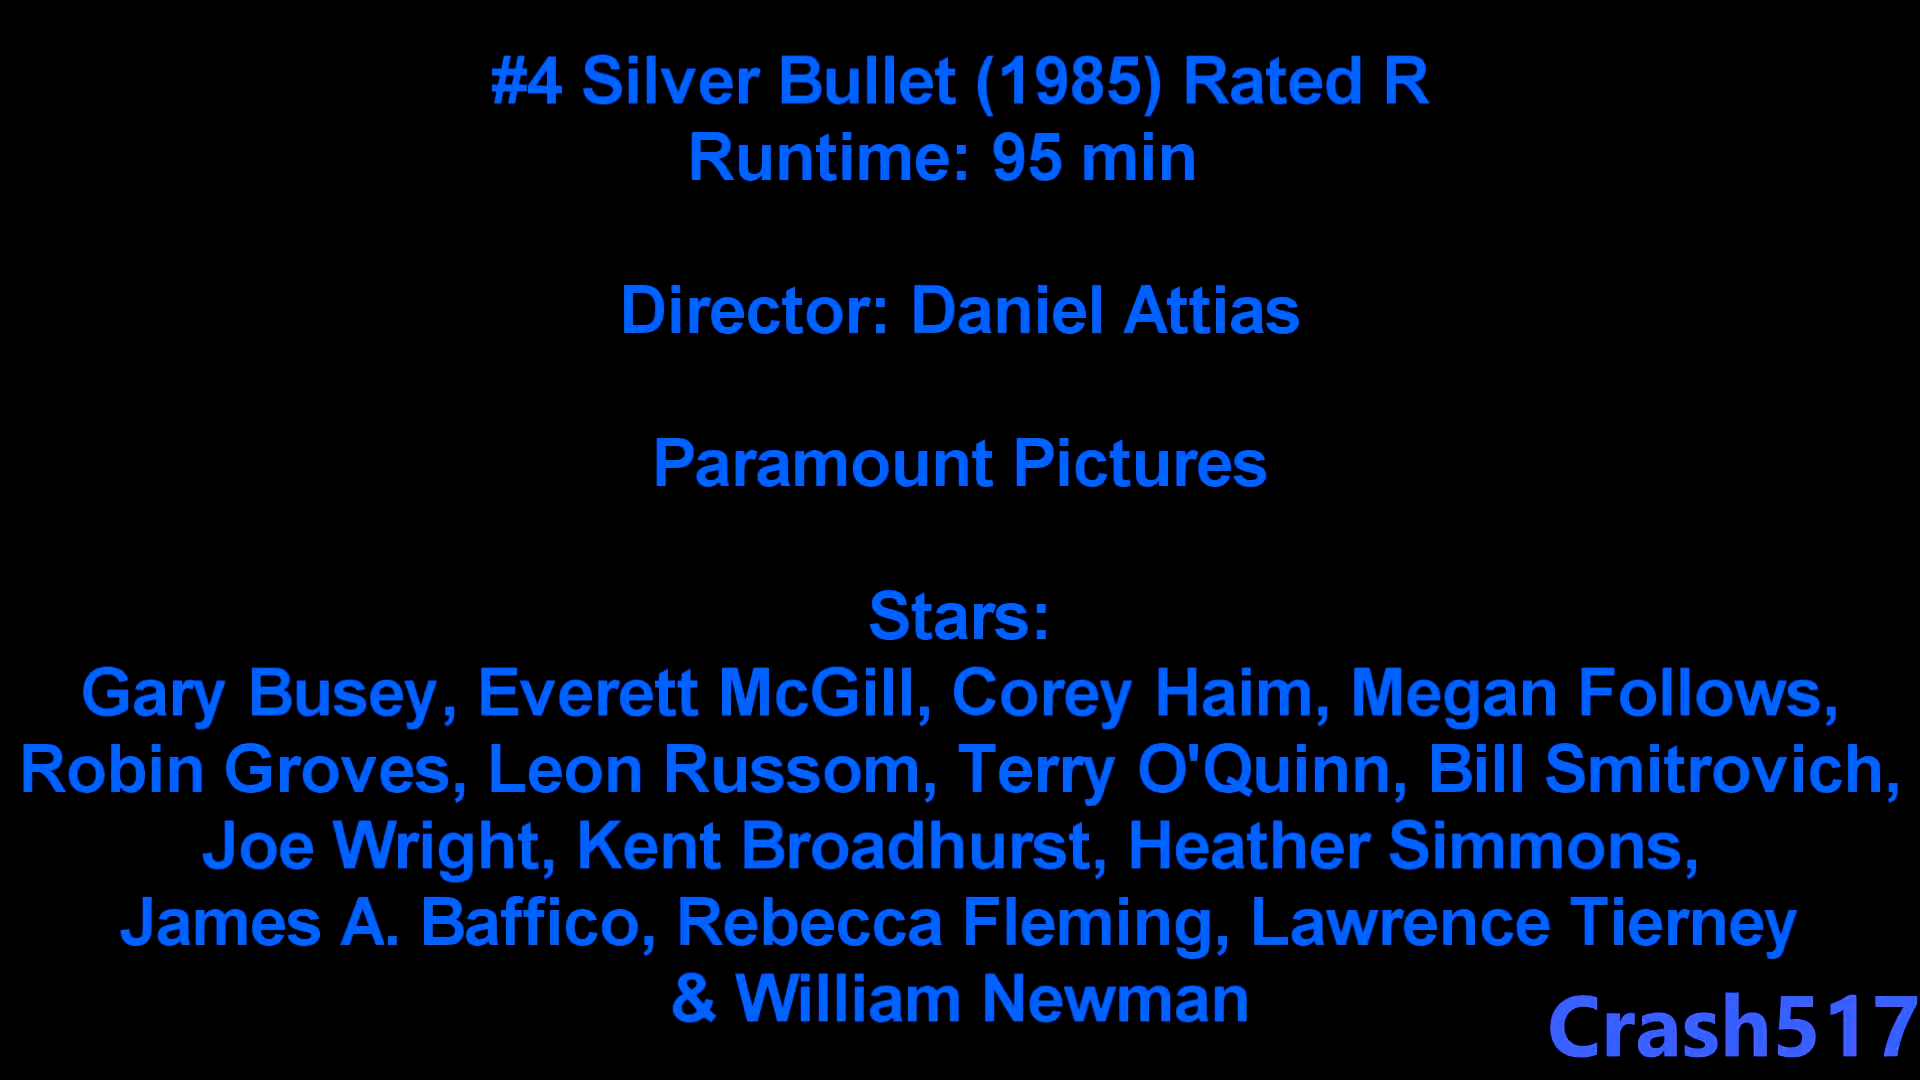 #4 Silver Bullet (1985) Rated R
Runtime: 95 min
Director: Daniel Attias
Paramount Pictures
Stars:
Gary Busey, Everett McGill, Corey Haim, Megan Follows,
Robin Groves, Leon Russom, Terry O'Quinn, Bill Smitrovich,
Joe Wright, Kent Broadhurst, Heather Simmons,
James A. Baffico, Rebecca Fleming, Lawrence Tierney
& William Newman
Crash517